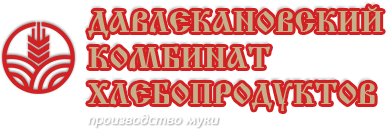 ДАВЛЕКАНОВСКИЙ
КОМБИНАТ
ХЛЕБОПРОДУКТОВ
производство муки